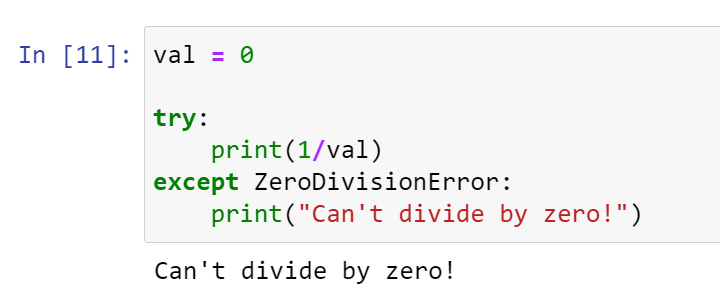 In [11]: val = 0
try:
    print(1/val)
except ZeroDivisionError:
    print("Can't divide by zero!")
Can't divide by zero!